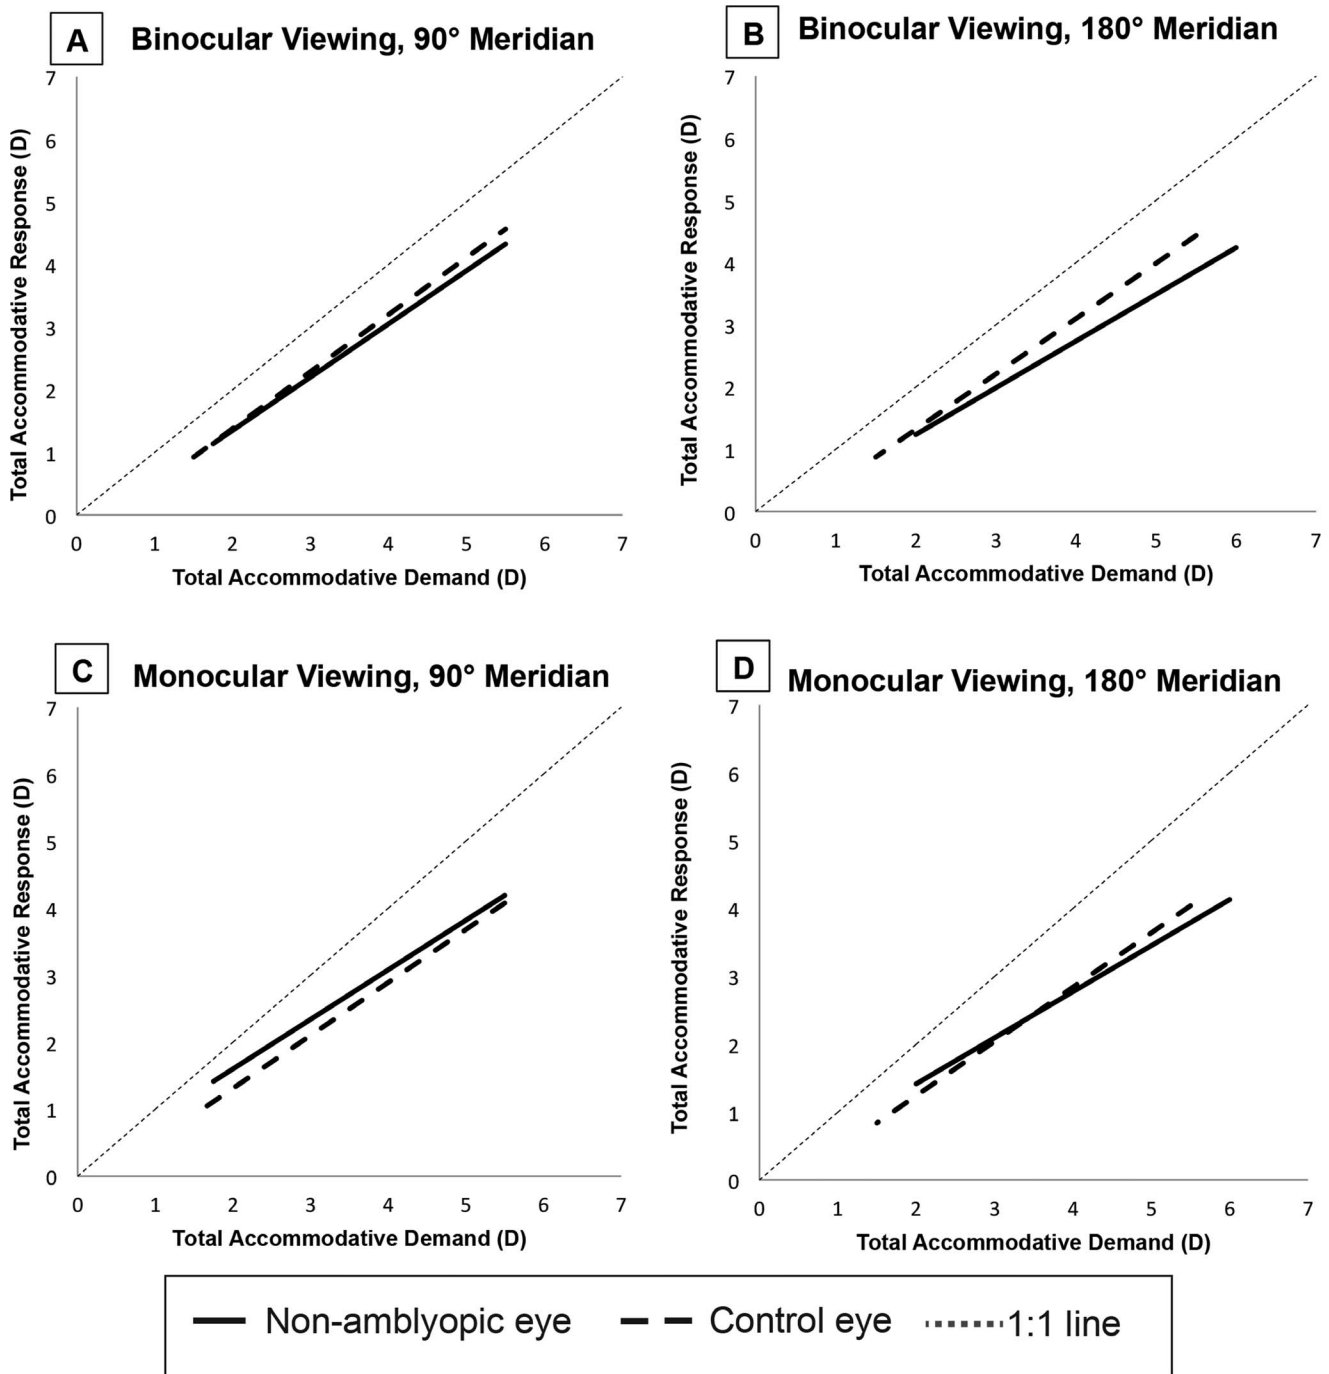 A Binocular Viewing, 90° Meridian
7
6
5
4
3
2
1
0
Total Accommodative Response (D)
0 1 2 3 4 5 6 7
Total Accommodative Demand (D)
B Binocular Viewing, 180° Meridian
7
6
5
4
3
2
1
0
Total Accommodative Response (D)
0 1 2 3 4 5 6 7
Total Accommodative Demand (D)
C Monocular Viewing, 90° Meridian
7
6
5
4
3
2
1
0
Total Accommodative Response (D)
0 1 2 3 4 5 6 7
Total Accommodative Demand (D)
D Monocular Viewing, 180° Meridian
7
6
5
4
3
2
1
0
Total Accommodative Response (D)
0 1 2 3 4 5 6 7
Total Accommodative Demand (D)
Non-amblyopic eye Control eye 1:1 line